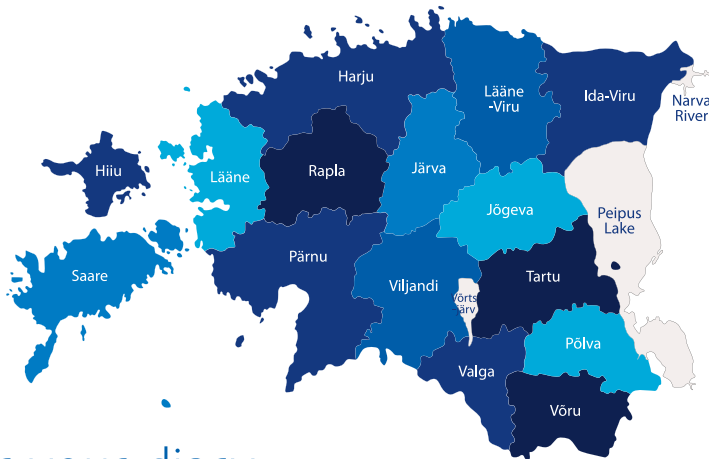 Harju
Lääne
-Viru
Ida-Viru
Narva
River
Hiiu
Lääne
Rapla
Järva
Jõgeva
Peipus
Lake
Saare
Pärnu
Viljandi
Võrts
Järv
Tartu
Põlva
Valga
Võru